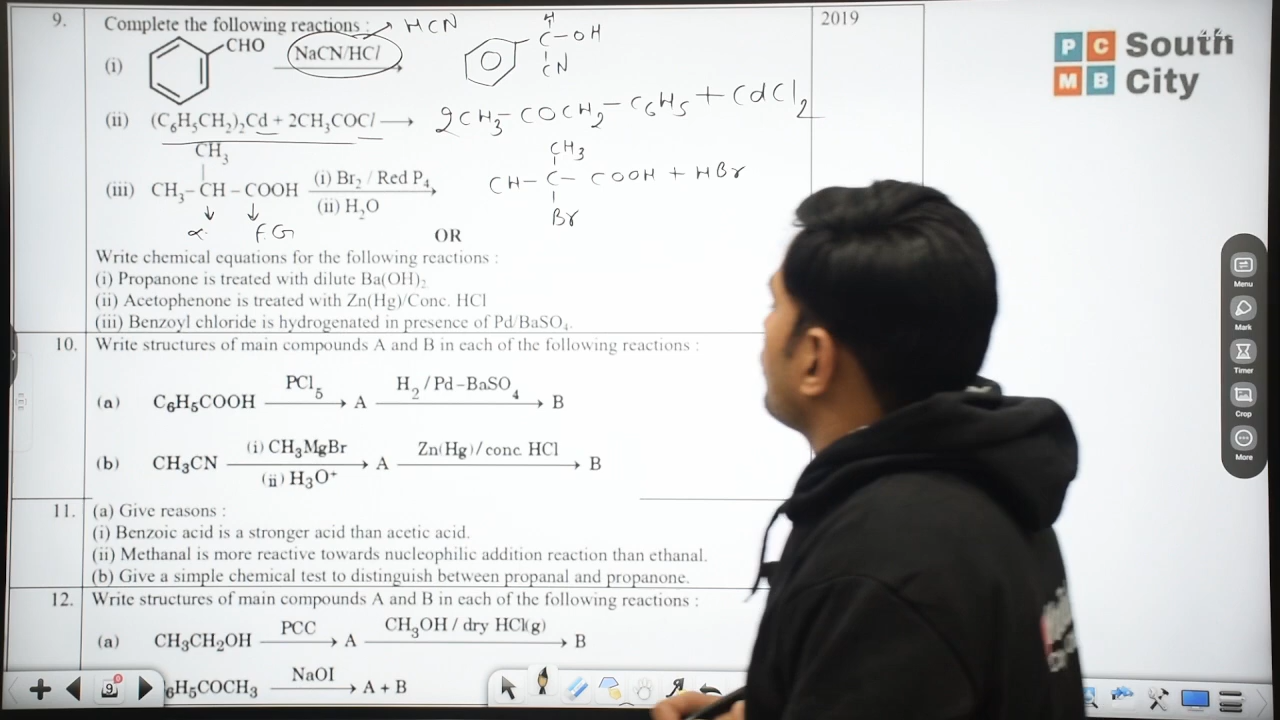 9. Complete the following reactions : → HCN 2019
(i) CHO NaCN/HCl H C–OH CN
(ii) (C₆H₅CH₂)₂Cd + 2CH₃COCl ⟶ 2CH₃–COCH₂–C₆H₅ + CdCl₂
CH₃ CH₃
(iii) CH₃–CH–COOH (i) Br₂ / Red P₄ CH–C–COOH + HBr
(ii) H₂O
Br
α F.G
OR
Write chemical equations for the following reactions :
(i) Propanone is treated with dilute Ba(OH)₂
(ii) Acetophenone is treated with Zn(Hg)/Conc. HCl
(iii) Benzoyl chloride is hydrogenated in presence of Pd/BaSO₄.
10. Write structures of main compounds A and B in each of the following reactions :
PCl₅ H₂ / Pd–BaSO₄
(a) C₆H₅COOH ⟶ A ⟶ B
(i) CH₃MgBr Zn(Hg)/conc. HCl
(b) CH₃CN ⟶ A ⟶ B
(ii) H₃O⁺
11. (a) Give reasons :
(i) Benzoic acid is a stronger acid than acetic acid.
(ii) Methanal is more reactive towards nucleophilic addition reaction than ethanal.
(b) Give a simple chemical test to distinguish between propanal and propanone.
12. Write structures of main compounds A and B in each of the following reactions :
PCC CH₃OH / dry HCl(g)
(a) CH₃CH₂OH ⟶ A ⟶ B
NaOI
6H₅COCH₃ ⟶ A + B
P C South
M B City
Menu
Mark
Timer
Crop
More
9